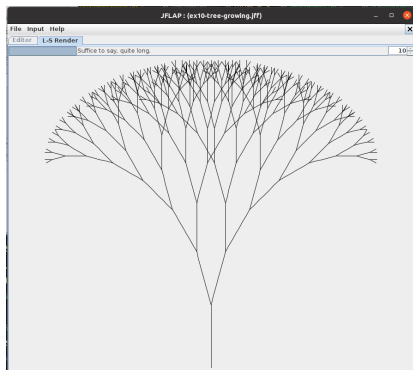 JFLAP : (ex10-tree-growing.jff)
File Input Help
Editor L-S Render
Suffice to say, quite long.
10